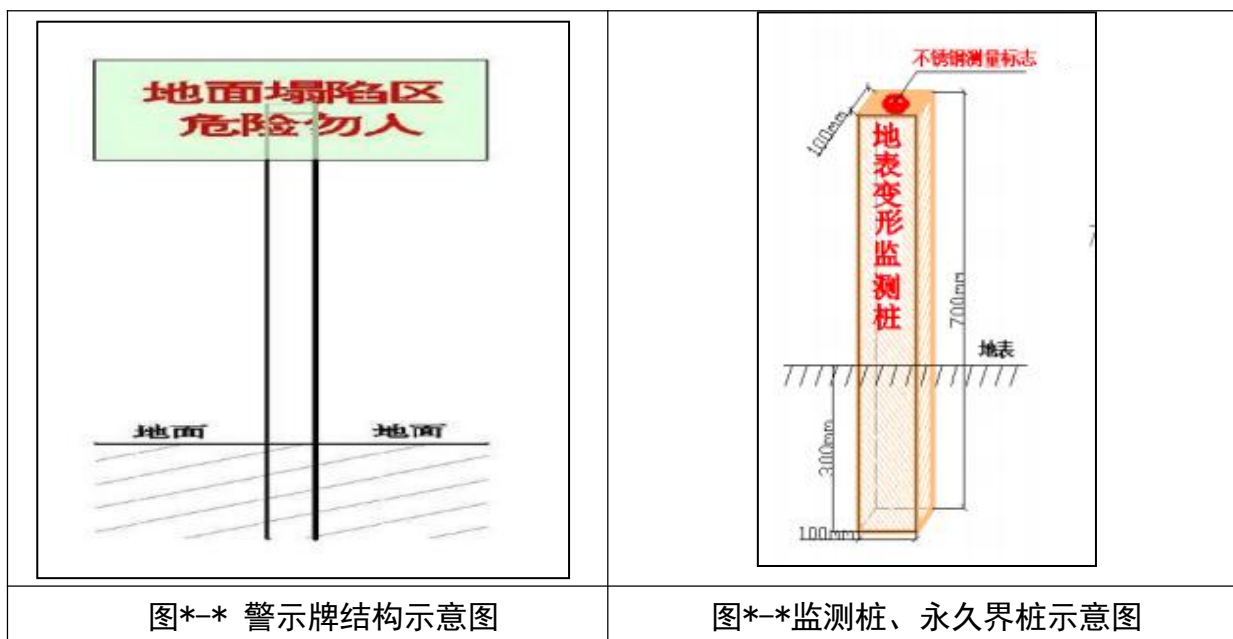 地面塌陷区
危险勿人
地面
地面
图*-* 警示牌结构示意图
不锈钢测量标志
100mm
地表变形监测桩
700mm
地表
300mm
100mm
图*-*监测桩、永久界桩示意图